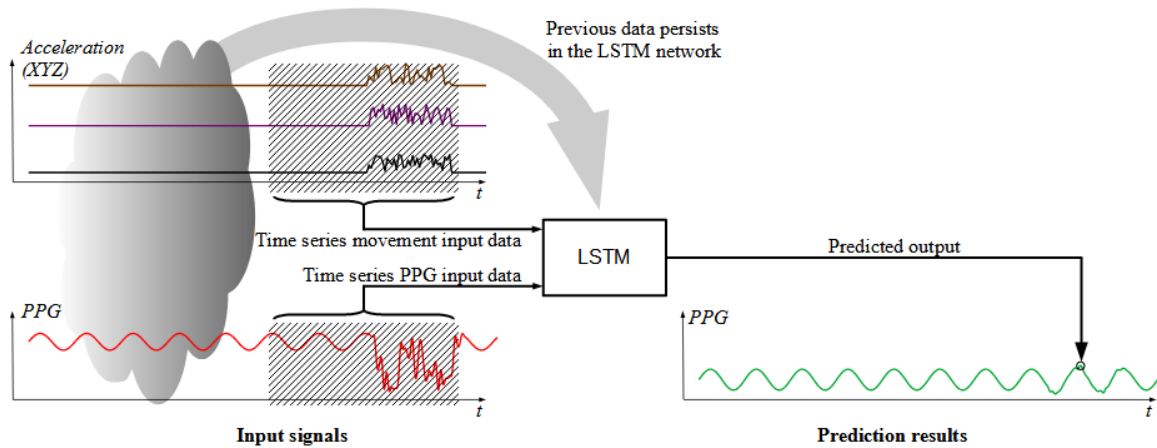 Acceleration
(XYZ)
Previous data persists
in the LSTM network
t
Time series movement input data
LSTM
Predicted output
Time series PPG input data
PPG
t
PPG
t
Input signals
Prediction results